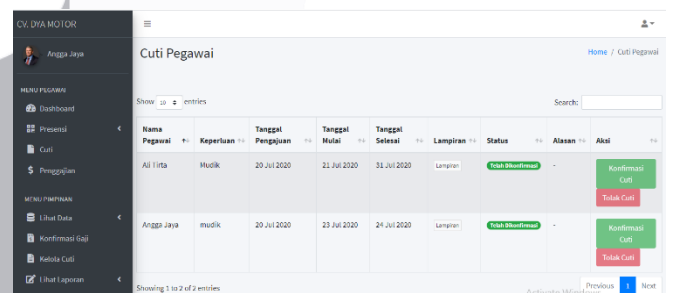 CV. DYA MOTOR
Angga Jaya
MENU PEGAWAI
Dashboard
Presensi
Cuti
Penggajian
MENU PIMPINAN
Lihat Data
Konfirmasi Gaji
Kelola Cuti
Lihat Laporan
Cuti Pegawai
Home / Cuti Pegawai
Show 10 entries
Search:
Nama Pegawai Keperluan Tanggal Pengajuan Tanggal Mulai Tanggal Selesai Lampiran Status Alasan Aksi
Ali Tirta Mudik 20 Jul 2020 21 Jul 2020 31 Jul 2020 Lampiran Telah Dikonfirmasi - Konfirmasi Cuti
Tolak Cuti
Angga Jaya mudik 20 Jul 2020 23 Jul 2020 24 Jul 2020 Lampiran Telah Dikonfirmasi - Konfirmasi Cuti
Tolak Cuti
Showing 1 to 2 of 2 entries
Previous 1 Next